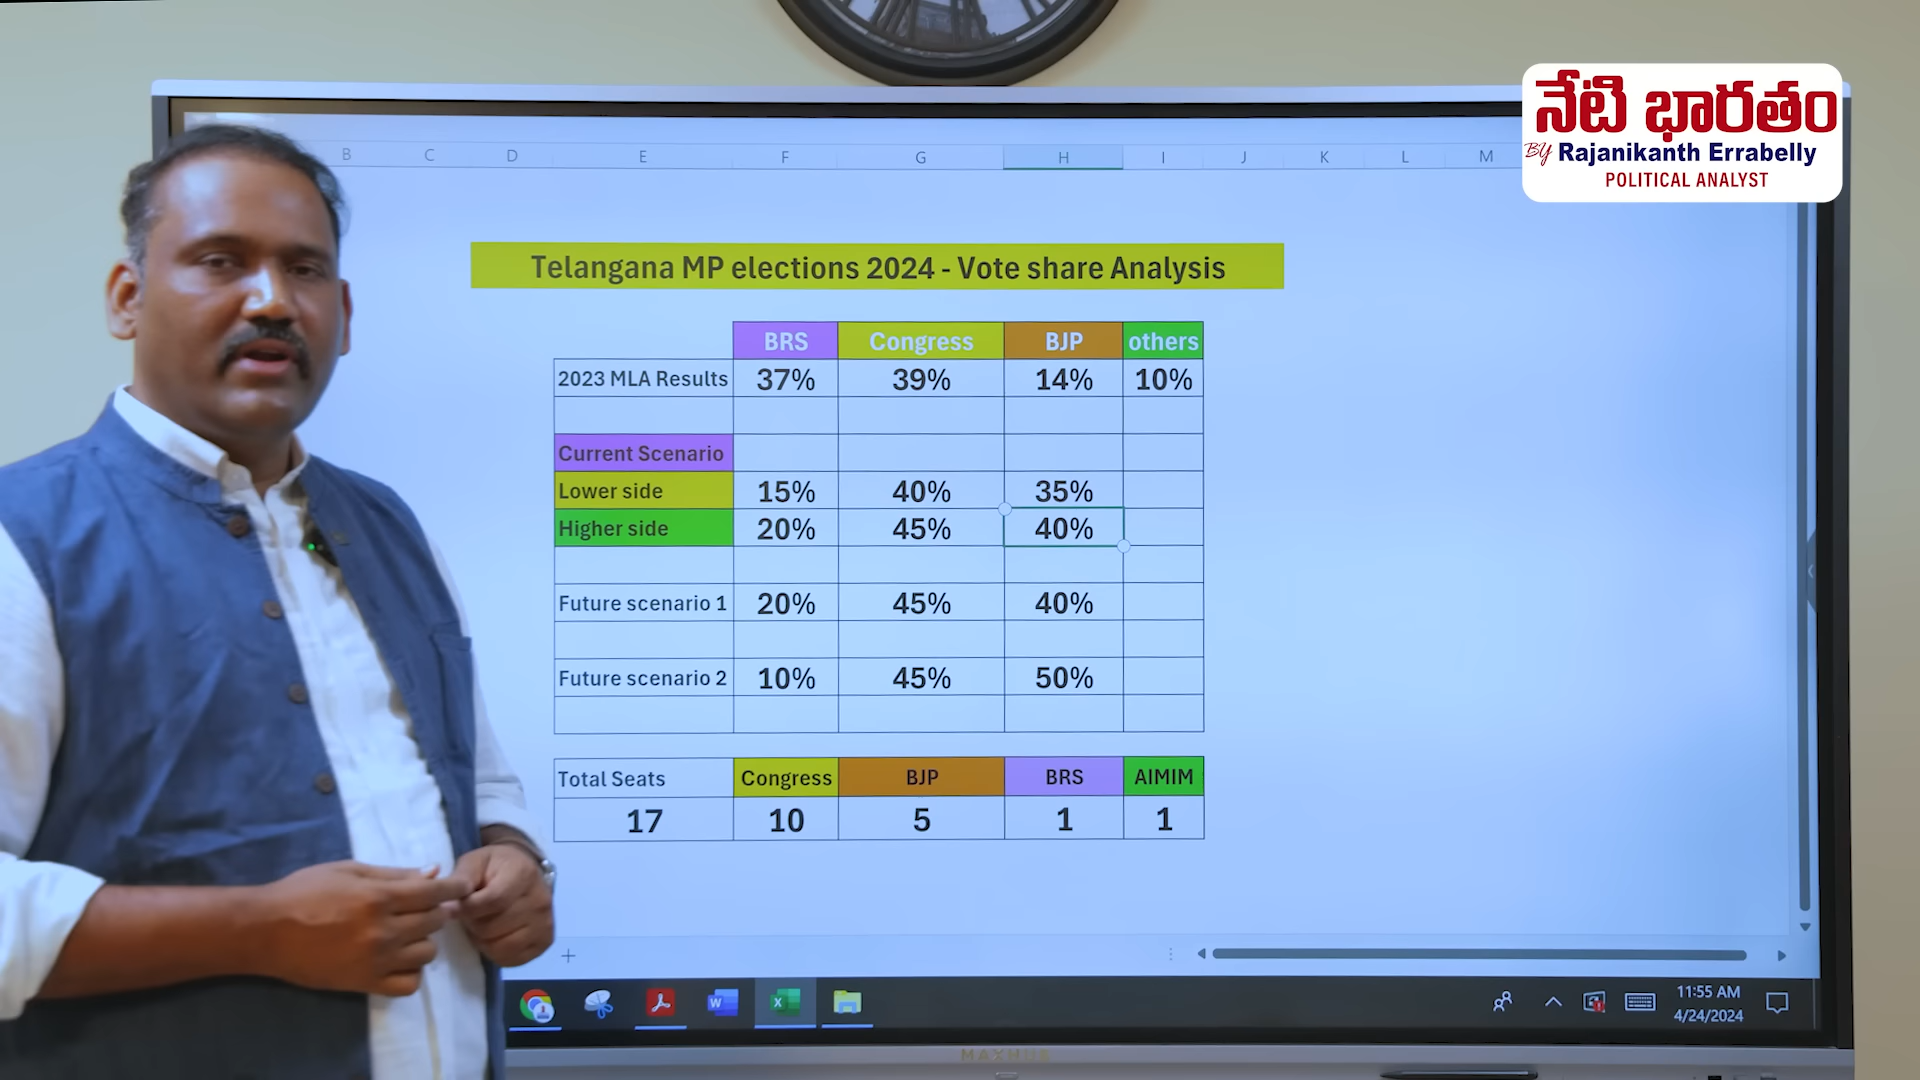 నేటి భారతం
BY Rajanikanth Errabelly
POLITICAL ANALYST
B C D E F G H I J K L M
Telangana MP elections 2024 - Vote share Analysis
BRS Congress BJP others
2023 MLA Results 37% 39% 14% 10%
Current Scenario
Lower side 15% 40% 35%
Higher side 20% 45% 40%
Future scenario 1 20% 45% 40%
Future scenario 2 10% 45% 50%
Total Seats Congress BJP BRS AIMIM
17 10 5 1 1
11:55 AM
4/24/2024
MAXHUB